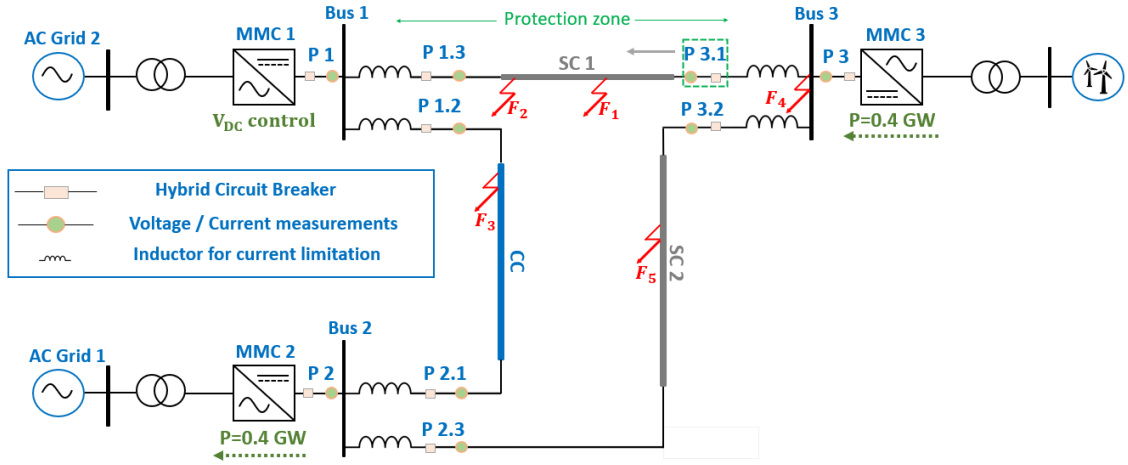 Bus 1
Protection zone
Bus 3
AC Grid 2
MMC 1
P 1
P 1.3
SC 1
P 3.1
P 3
MMC 3
F2
F1
F4
V_DC control
P 1.2
P 3.2
P=0.4 GW
Hybrid Circuit Breaker
Voltage / Current measurements
Inductor for current limitation
F3
CC
F5
SC 2
Bus 2
AC Grid 1
MMC 2
P 2
P 2.1
P 2.3
P=0.4 GW